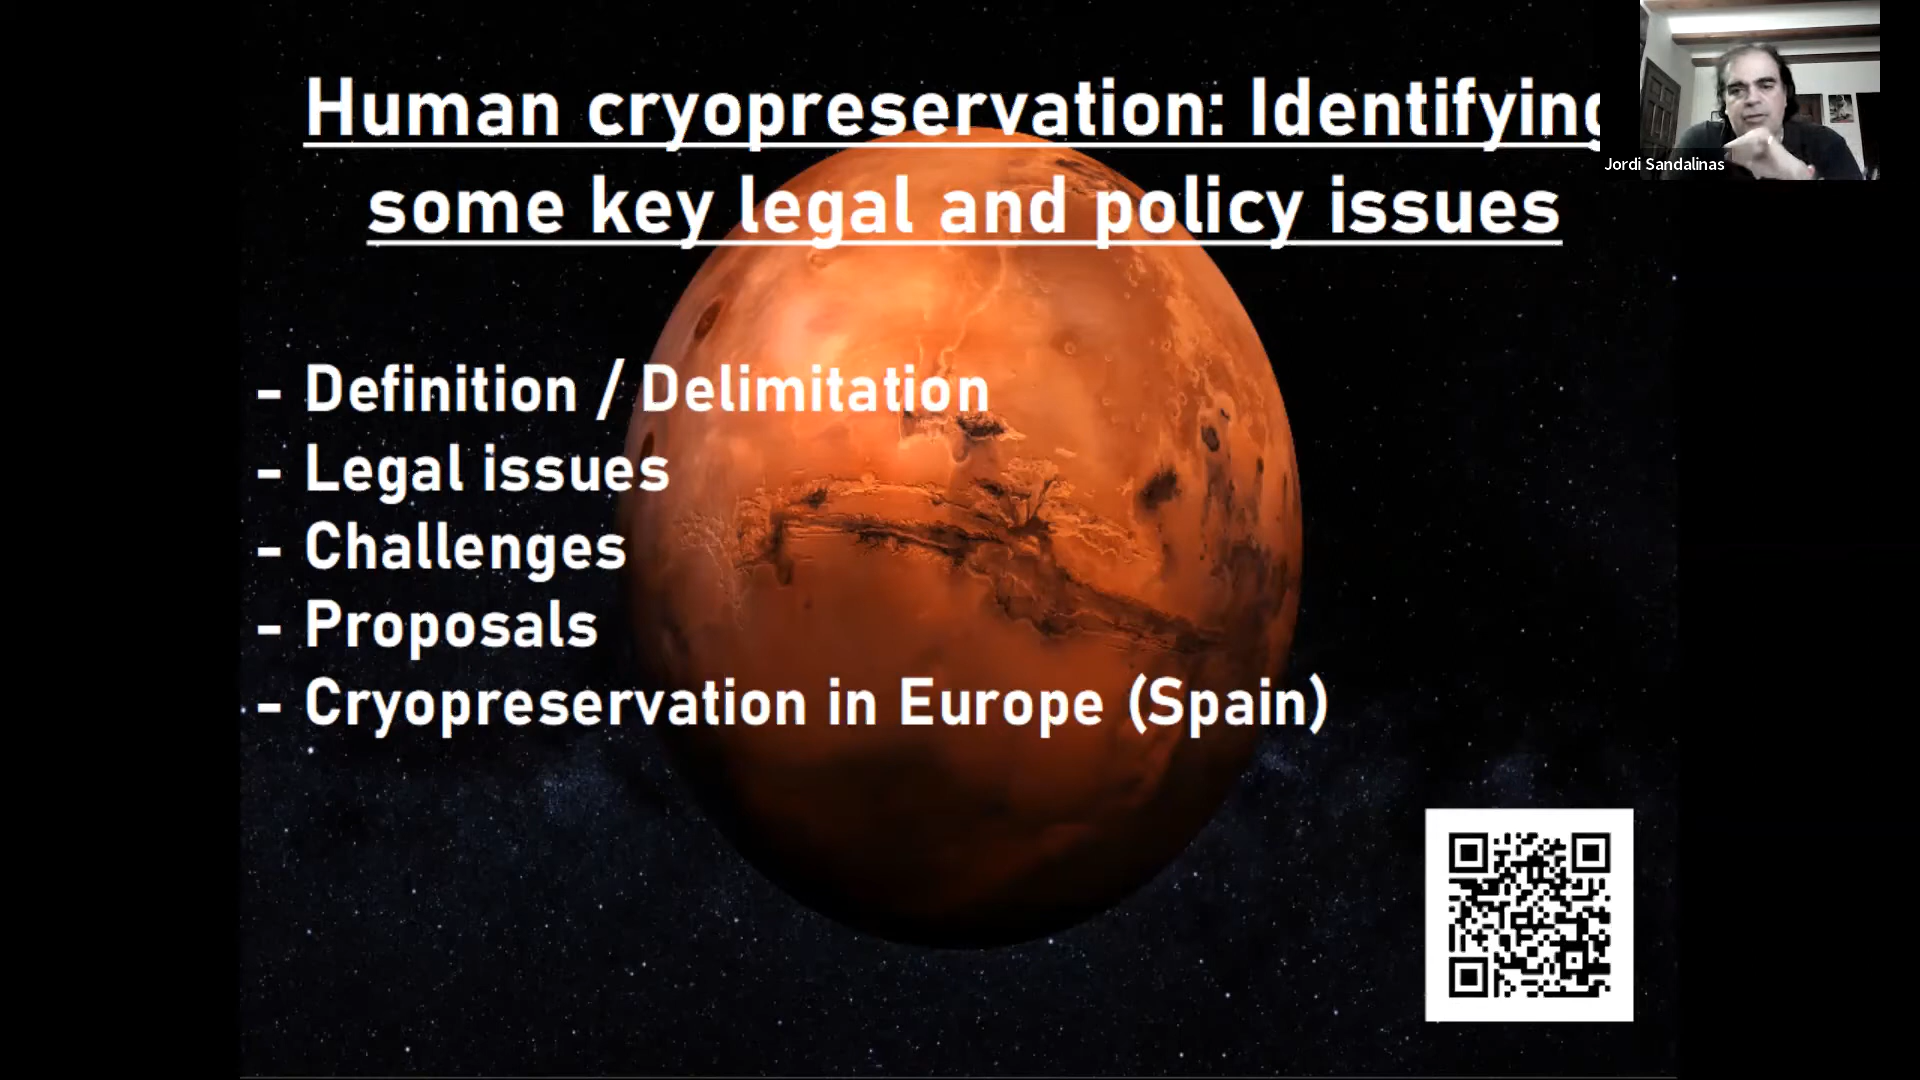 Human cryopreservation: Identifying
some key legal and policy issues
Jordi Sandalinas
- Definition / Delimitation
- Legal issues
- Challenges
- Proposals
- Cryopreservation in Europe (Spain)